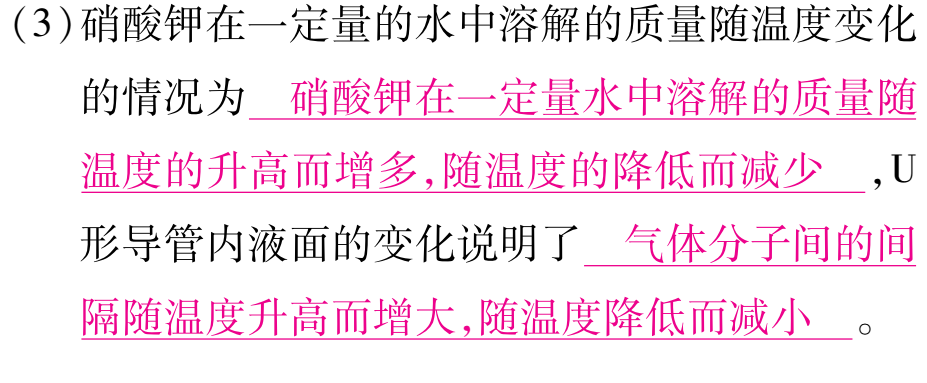 (3)硝酸钾在一定量的水中溶解的质量随温度变化
的情况为 硝酸钾在一定量水中溶解的质量随
温度的升高而增多,随温度的降低而减少 ,U
形导管内液面的变化说明了 气体分子间的间
隔随温度升高而增大,随温度降低而减小 。